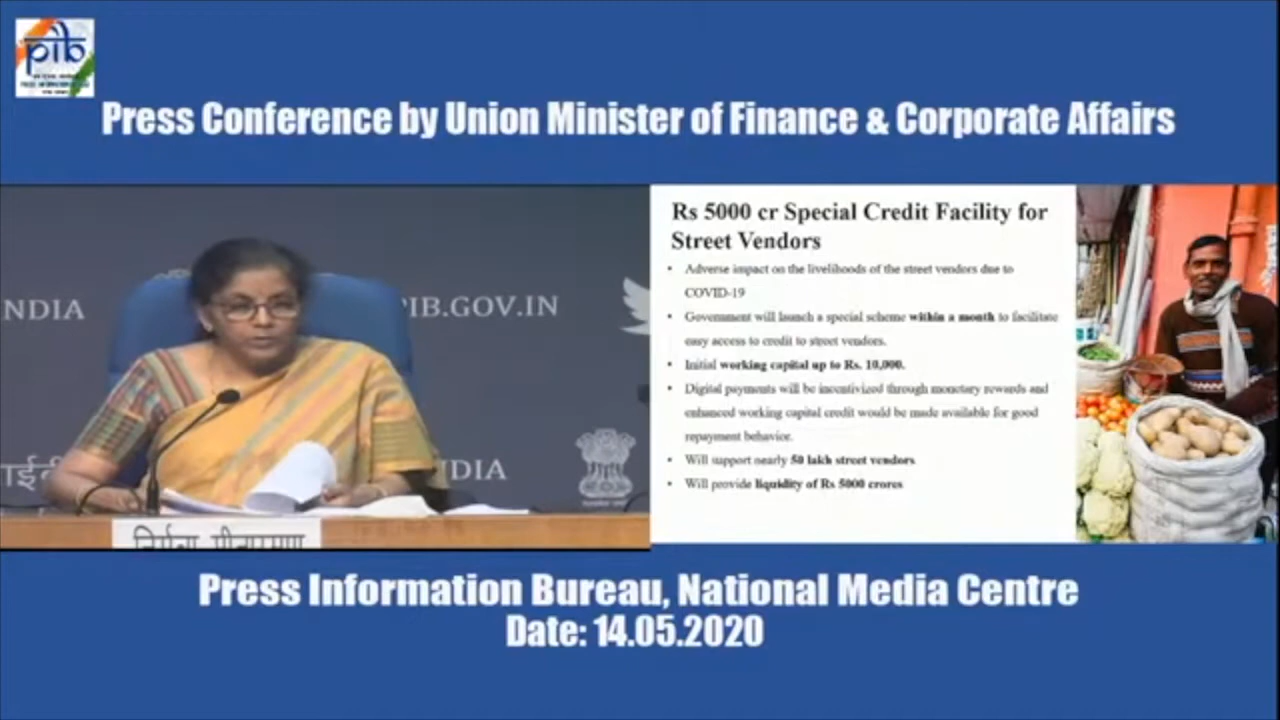 pib
Press Conference by Union Minister of Finance & Corporate Affairs
NDIA
PIB.GOV.IN
NDIA
Rs 5000 cr Special Credit Facility for
Street Vendors
• Adverse impact on the livelihoods of the street vendors due to
COVID-19
• Government will launch a special scheme within a month to facilitate
easy access to credit to street vendors.
• Initial working capital up to Rs. 10,000.
• Digital payments will be incentivized through monetary rewards and
enhanced working capital credit would be made available for good
repayment behavior.
• Will support nearly 50 lakh street vendors
• Will provide liquidity of Rs 5000 crores
Press Information Bureau, National Media Centre
Date: 14.05.2020